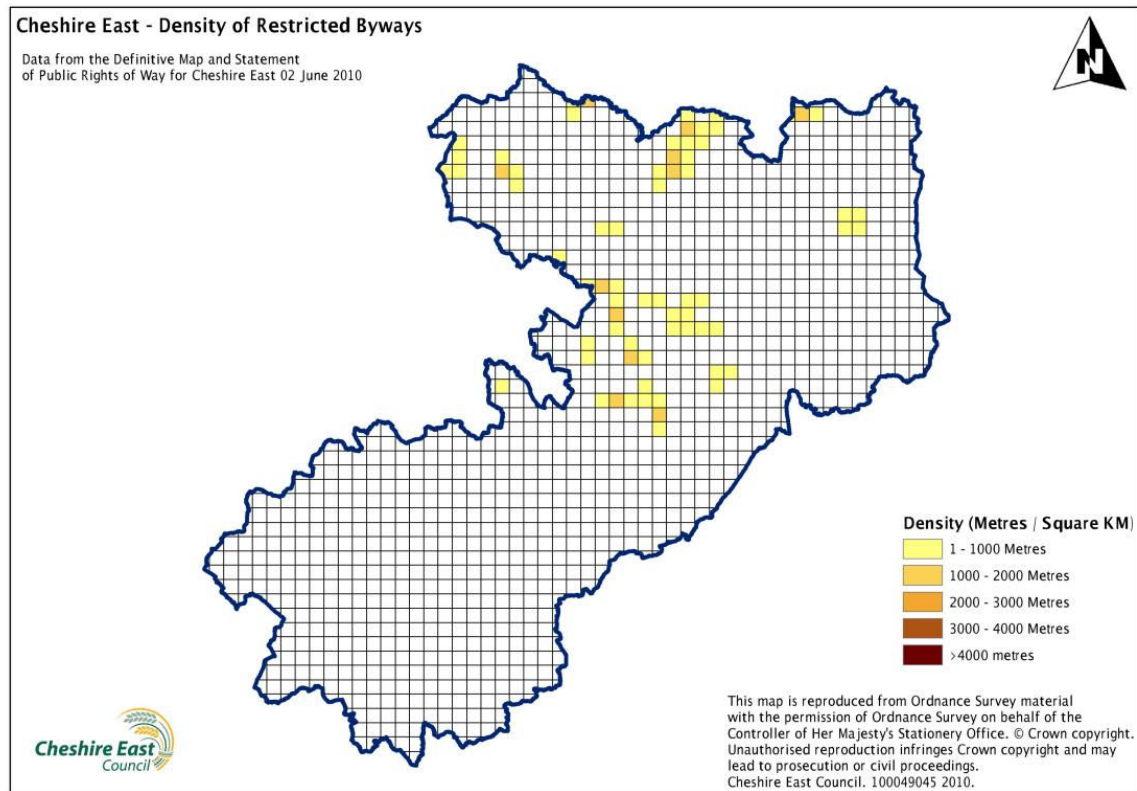 Cheshire East - Density of Restricted Byways
Data from the Definitive Map and Statement
of Public Rights of Way for Cheshire East 02 June 2010
N
Density (Metres / Square KM)
1 - 1000 Metres
1000 - 2000 Metres
2000 - 3000 Metres
3000 - 4000 Metres
>4000 metres
This map is reproduced from Ordnance Survey material
with the permission of Ordnance Survey on behalf of the
Controller of Her Majesty's Stationery Office. © Crown copyright.
Unauthorised reproduction infringes Crown copyright and may
lead to prosecution or civil proceedings.
Cheshire East Council. 100049045 2010.
Cheshire East
Council